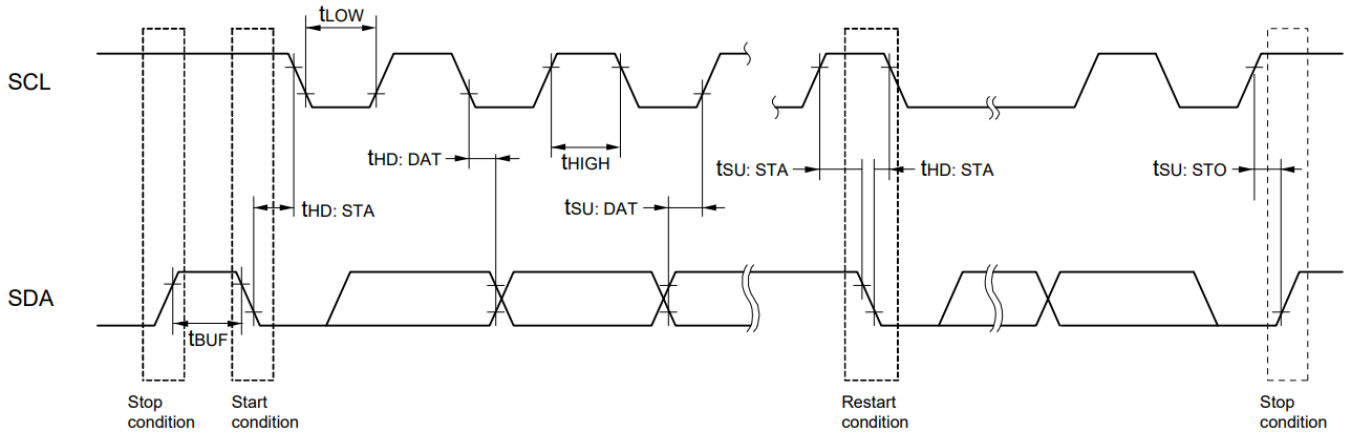 tLOW
SCL
tHD: DAT
tHIGH
tSU: STA
tHD: STA
tSU: STO
tHD: STA
tSU: DAT
SDA
tBUF
Stop
condition
Start
condition
Restart
condition
Stop
condition